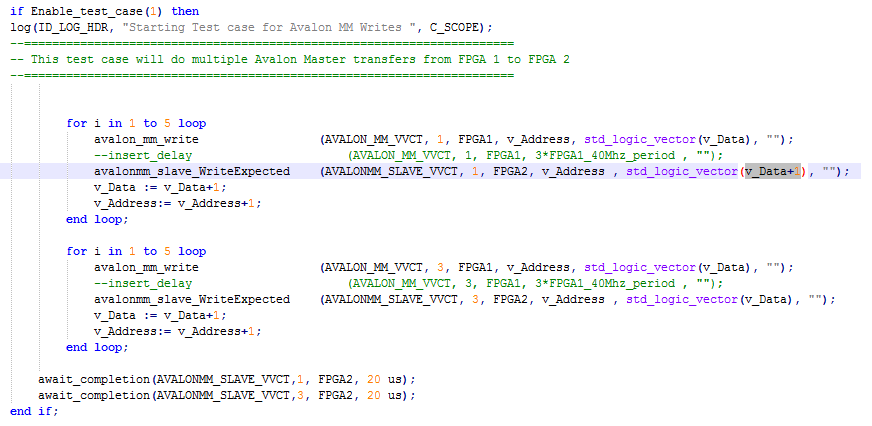 if Enable_test_case(1) then
log(ID_LOG_HDR, "Starting Test case for Avalon MM Writes ", C_SCOPE);
--======================================================================
-- This test case will do multiple Avalon Master transfers from FPGA 1 to FPGA 2
--======================================================================
for i in 1 to 5 loop
avalon_mm_write (AVALON_MM_VVCT, 1, FPGA1, v_Address, std_logic_vector(v_Data), "");
--insert_delay (AVALON_MM_VVCT, 1, FPGA1, 3*FPGA1_40Mhz_period , "");
avalonmm_slave_WriteExpected (AVALONMM_SLAVE_VVCT, 1, FPGA2, v_Address , std_logic_vector(v_Data+1), "");
v_Data := v_Data+1;
v_Address:= v_Address+1;
end loop;
for i in 1 to 5 loop
avalon_mm_write (AVALON_MM_VVCT, 3, FPGA1, v_Address, std_logic_vector(v_Data), "");
--insert_delay (AVALON_MM_VVCT, 3, FPGA1, 3*FPGA1_40Mhz_period , "");
avalonmm_slave_WriteExpected (AVALONMM_SLAVE_VVCT, 3, FPGA2, v_Address , std_logic_vector(v_Data), "");
v_Data := v_Data+1;
v_Address:= v_Address+1;
end loop;
await_completion(AVALONMM_SLAVE_VVCT,1, FPGA2, 20 us);
await_completion(AVALONMM_SLAVE_VVCT,3, FPGA2, 20 us);
end if;